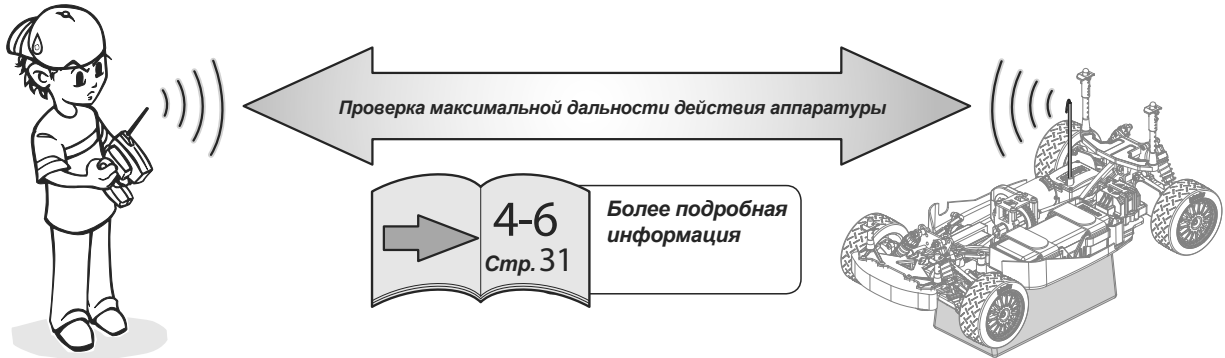 Проверка максимальной дальности действия аппаратуры
4-6
Стр. 31
Более подробная
информация